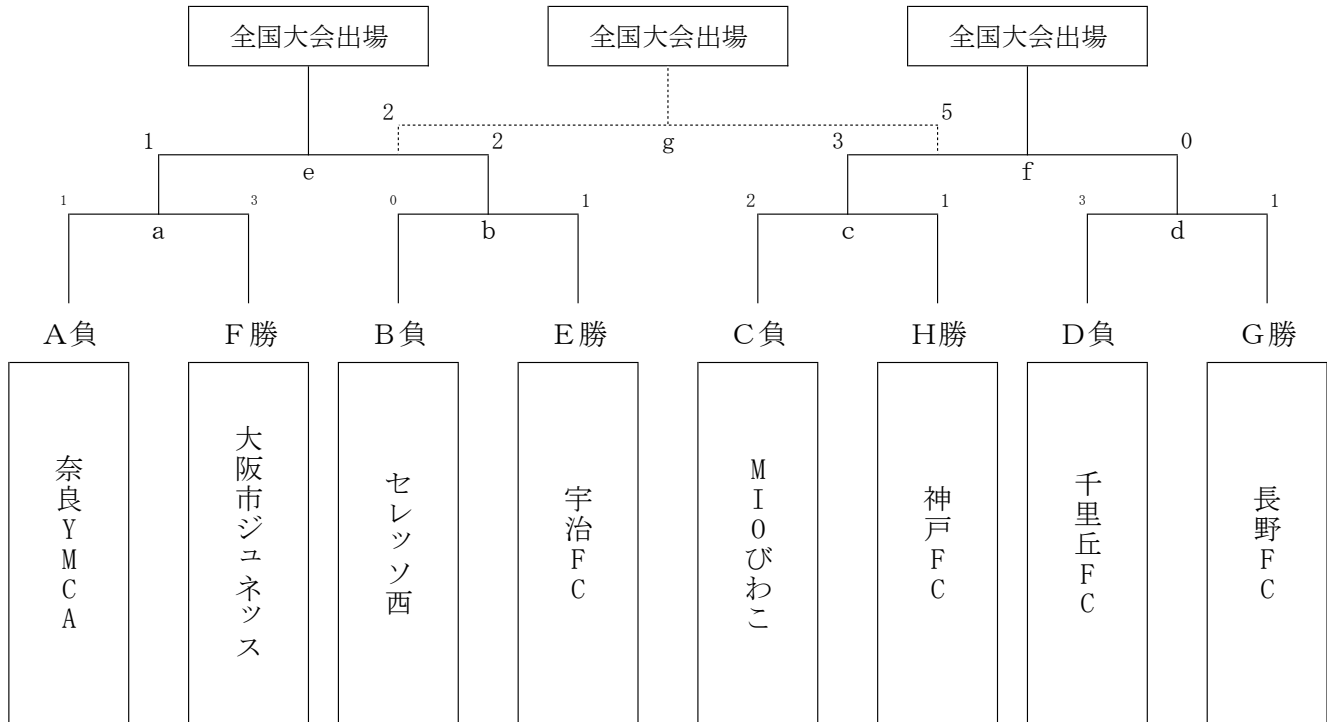 全国大会出場 全国大会出場 全国大会出場
2 5
1 2 g 3 0
e f
1 3 0 1 2 1 3 1
a b c d
A負 F勝 B負 E勝 C負 H勝 D負 G勝
奈良YMCA
大阪市ジュネッス
セレッソ西
宇治FC
MIOびわこ
神戸FC
千里丘FC
長野FC